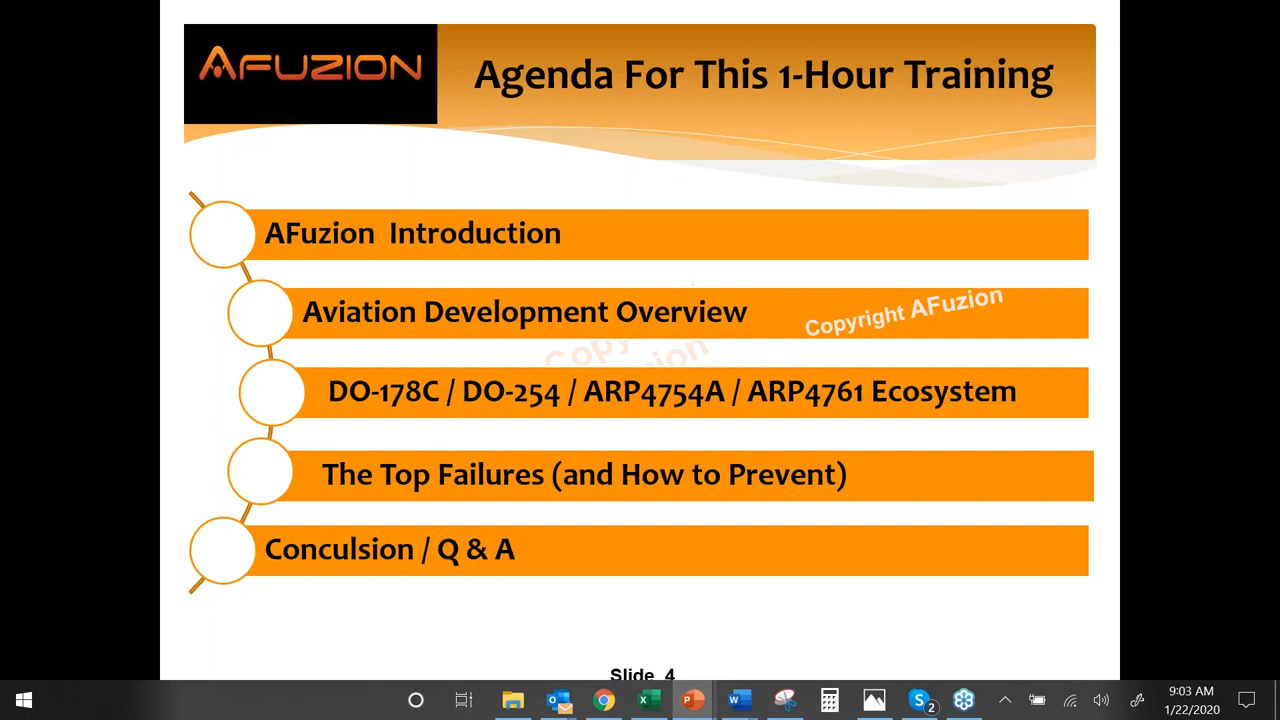 AFUZION
Agenda For This 1-Hour Training
AFuzion Introduction
Aviation Development Overview
Copyright AFuzion
DO-178C / DO-254 / ARP4754A / ARP4761 Ecosystem
The Top Failures (and How to Prevent)
Conculsion / Q & A
Slide 4
9:03 AM
1/22/2020
2